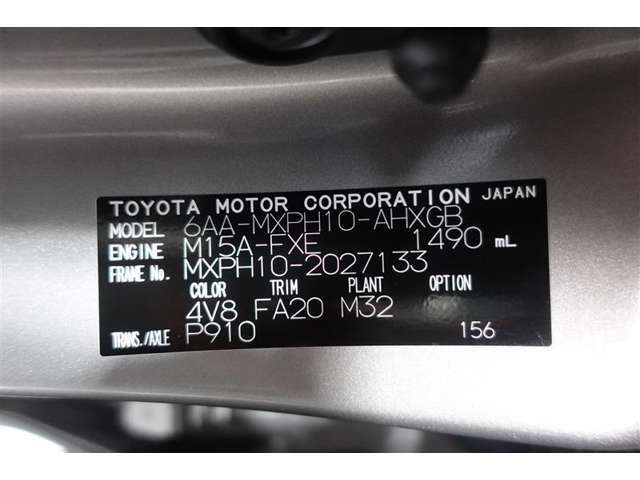 TOYOTA MOTOR CORPORATION JAPAN
MODEL 6AA-MXPH10-AHXGB
ENGINE M15A-FXE 1490 mL
FRAME No. MXPH10-2027133
COLOR TRIM PLANT OPTION
4V8 FA20 M32
TRANS./AXLE P910 156